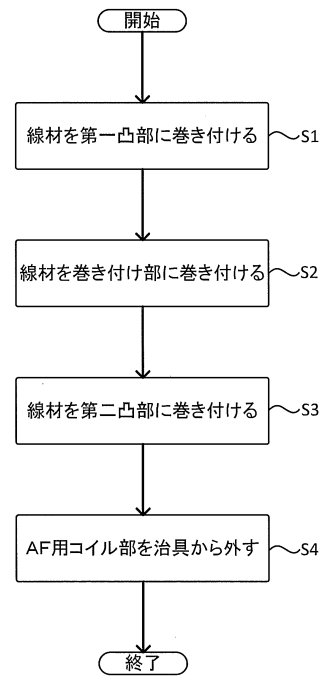 開始
線材を第一凸部に巻き付ける
S1
線材を巻き付け部に巻き付ける
S2
線材を第二凸部に巻き付ける
S3
AF用コイル部を治具から外す
S4
終了